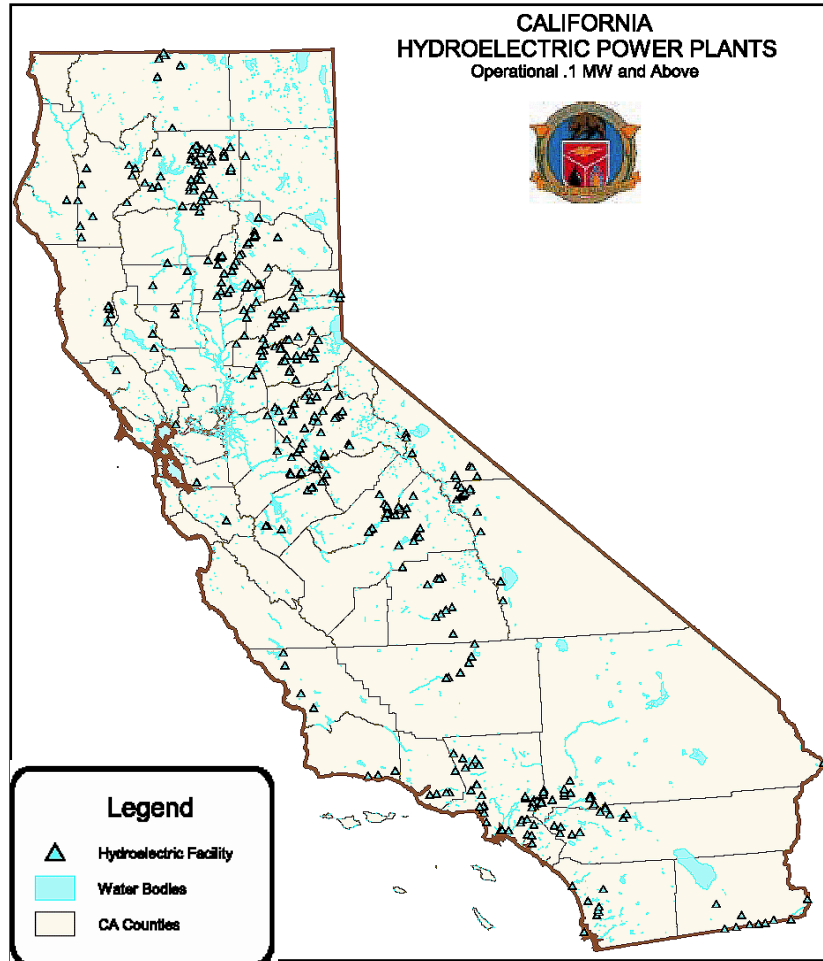 CALIFORNIA
HYDROELECTRIC POWER PLANTS
Operational .1 MW and Above
Legend
Hydroelectric Facility
Water Bodies
CA Counties